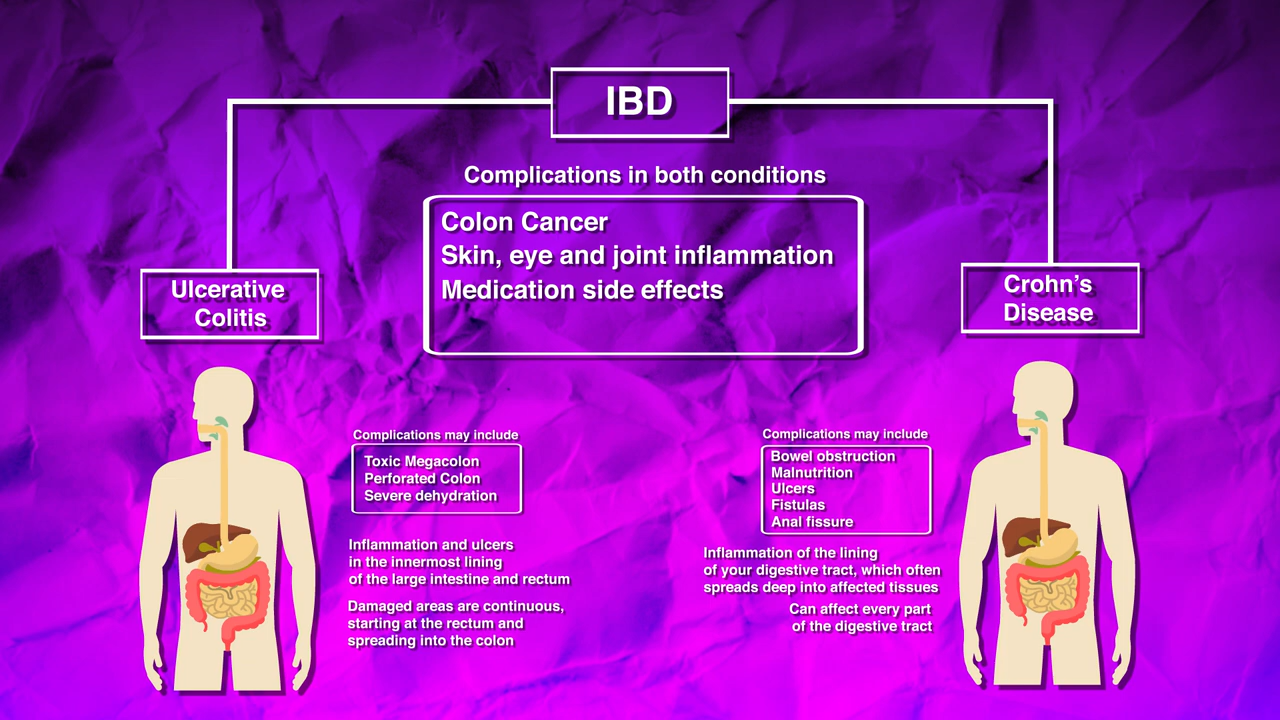 IBD
Complications in both conditions
Colon Cancer
Skin, eye and joint inflammation
Medication side effects
Ulcerative
Colitis
Crohn’s
Disease
Complications may include
Toxic Megacolon
Perforated Colon
Severe dehydration
Inflammation and ulcers
in the innermost lining
of the large intestine and rectum
Damaged areas are continuous,
starting at the rectum and
spreading into the colon
Complications may include
Bowel obstruction
Malnutrition
Ulcers
Fistulas
Anal fissure
Inflammation of the lining
of your digestive tract, which often
spreads deep into affected tissues
Can affect every part
of the digestive tract